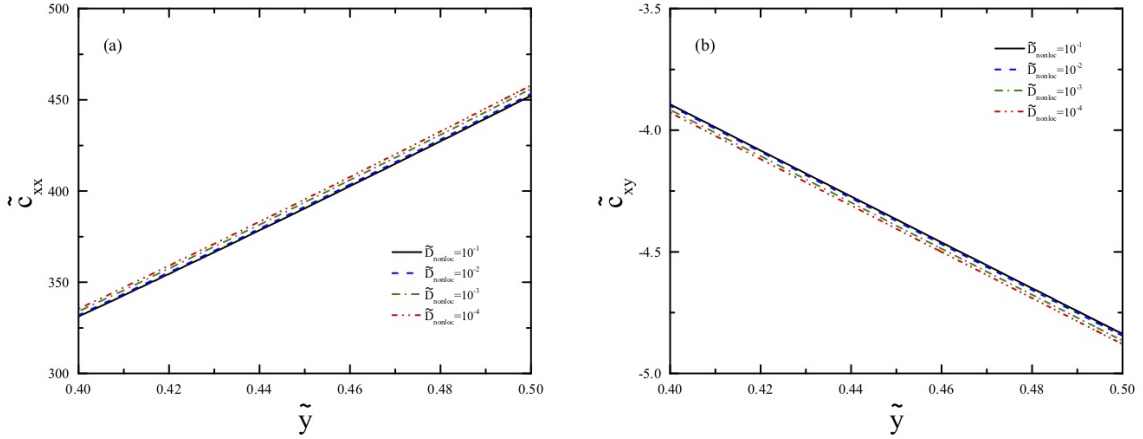 (a)
500
450
400
350
300
c̃xx
D̃nonloc=10-1
D̃nonloc=10-2
D̃nonloc=10-3
D̃nonloc=10-4
0.40 0.42 0.44 0.46 0.48 0.50
ỹ
(b)
-3.5
-4.0
-4.5
-5.0
c̃xy
D̃nonloc=10-1
D̃nonloc=10-2
D̃nonloc=10-3
D̃nonloc=10-4
0.40 0.42 0.44 0.46 0.48 0.50
ỹ